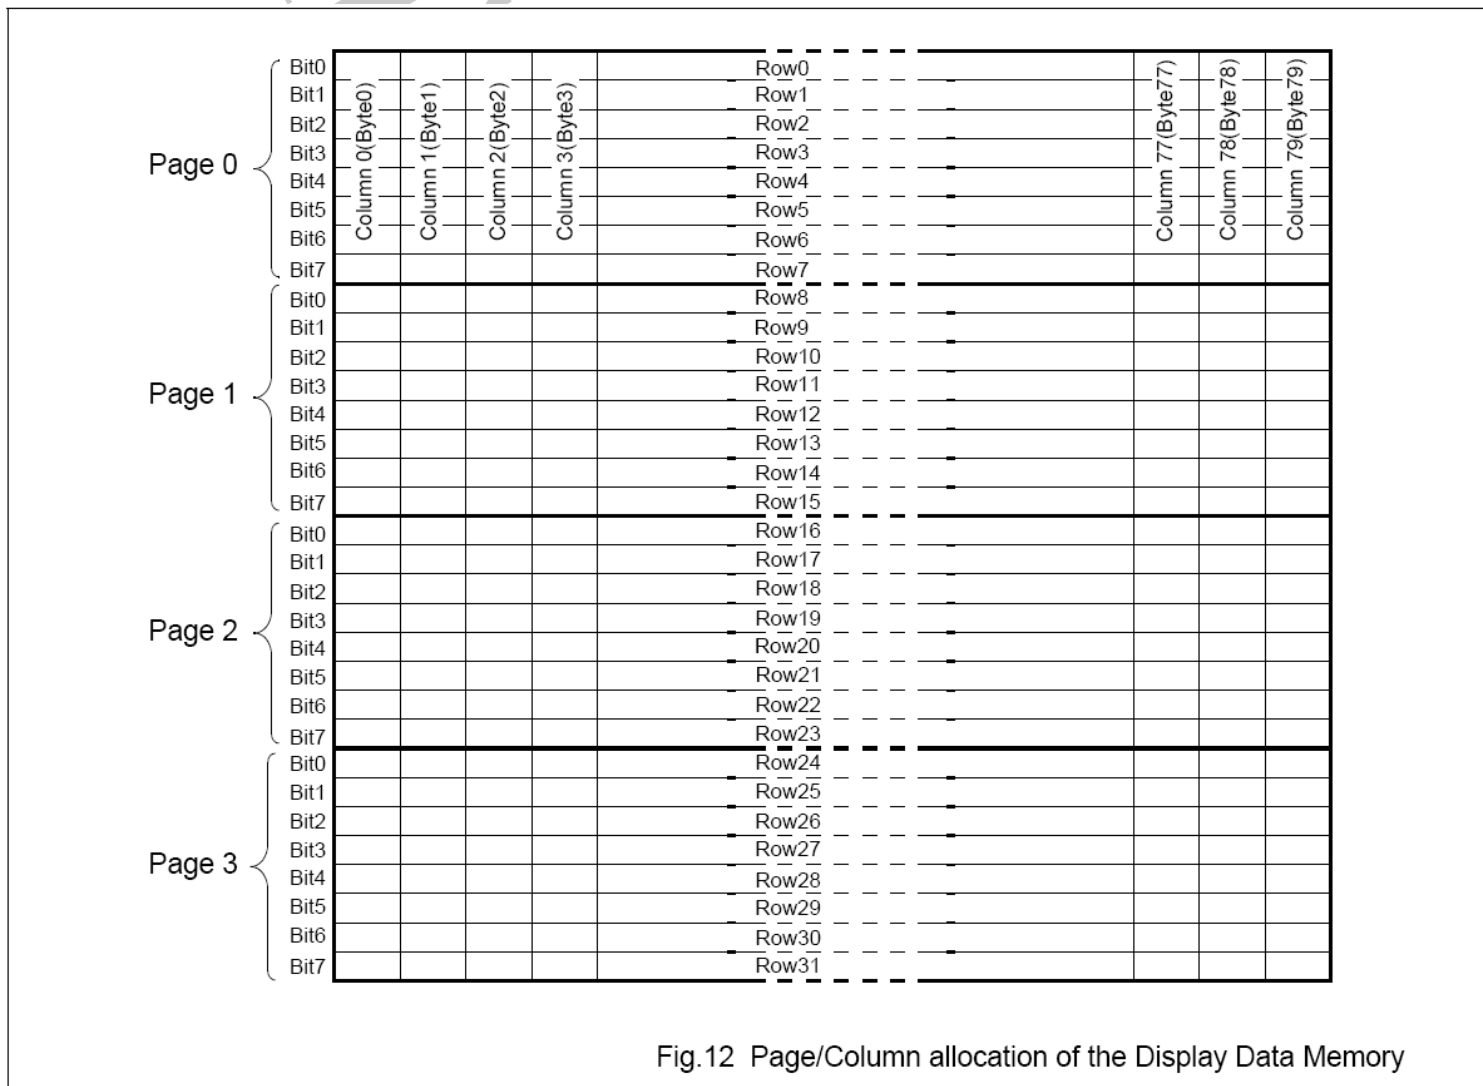 Column 0(Byte0)
Column 1(Byte1)
Column 2(Byte2)
Column 3(Byte3)
Column 77(Byte77)
Column 78(Byte78)
Column 79(Byte79)
Page 0
Bit0 Row0
Bit1 Row1
Bit2 Row2
Bit3 Row3
Bit4 Row4
Bit5 Row5
Bit6 Row6
Bit7 Row7
Page 1
Bit0 Row8
Bit1 Row9
Bit2 Row10
Bit3 Row11
Bit4 Row12
Bit5 Row13
Bit6 Row14
Bit7 Row15
Page 2
Bit0 Row16
Bit1 Row17
Bit2 Row18
Bit3 Row19
Bit4 Row20
Bit5 Row21
Bit6 Row22
Bit7 Row23
Page 3
Bit0 Row24
Bit1 Row25
Bit2 Row26
Bit3 Row27
Bit4 Row28
Bit5 Row29
Bit6 Row30
Bit7 Row31
Fig.12 Page/Column allocation of the Display Data Memory